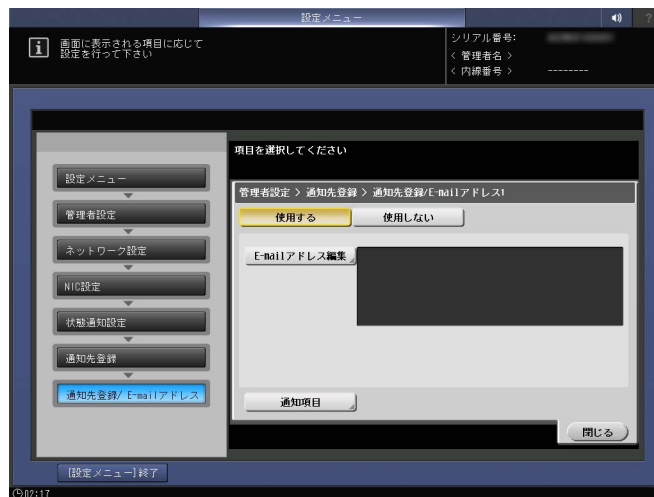 設定メニュー
?
i
画面に表示される項目に応じて
設定を行って下さい
シリアル番号:
< 管理者名 >
< 内線番号 > --------
項目を選択してください
管理者設定 > 通知先登録 > 通知先登録/E-mailアドレス1
使用する 使用しない
E-mailアドレス編集
通知項目
閉じる
設定メニュー
管理者設定
ネットワーク設定
NIC設定
状態通知設定
通知先登録
通知先登録/ E-mailアドレス
[設定メニュー]終了
02:17